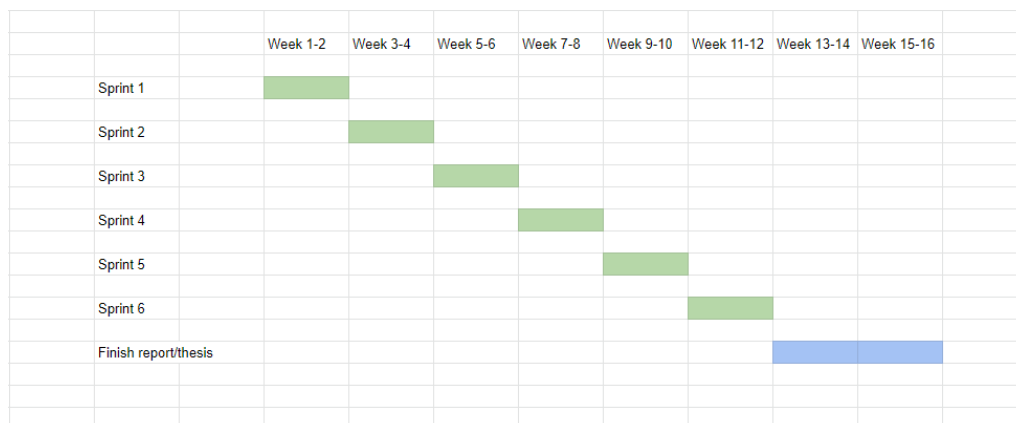 Week 1-2 Week 3-4 Week 5-6 Week 7-8 Week 9-10 Week 11-12 Week 13-14 Week 15-16
Sprint 1
Sprint 2
Sprint 3
Sprint 4
Sprint 5
Sprint 6
Finish report/thesis